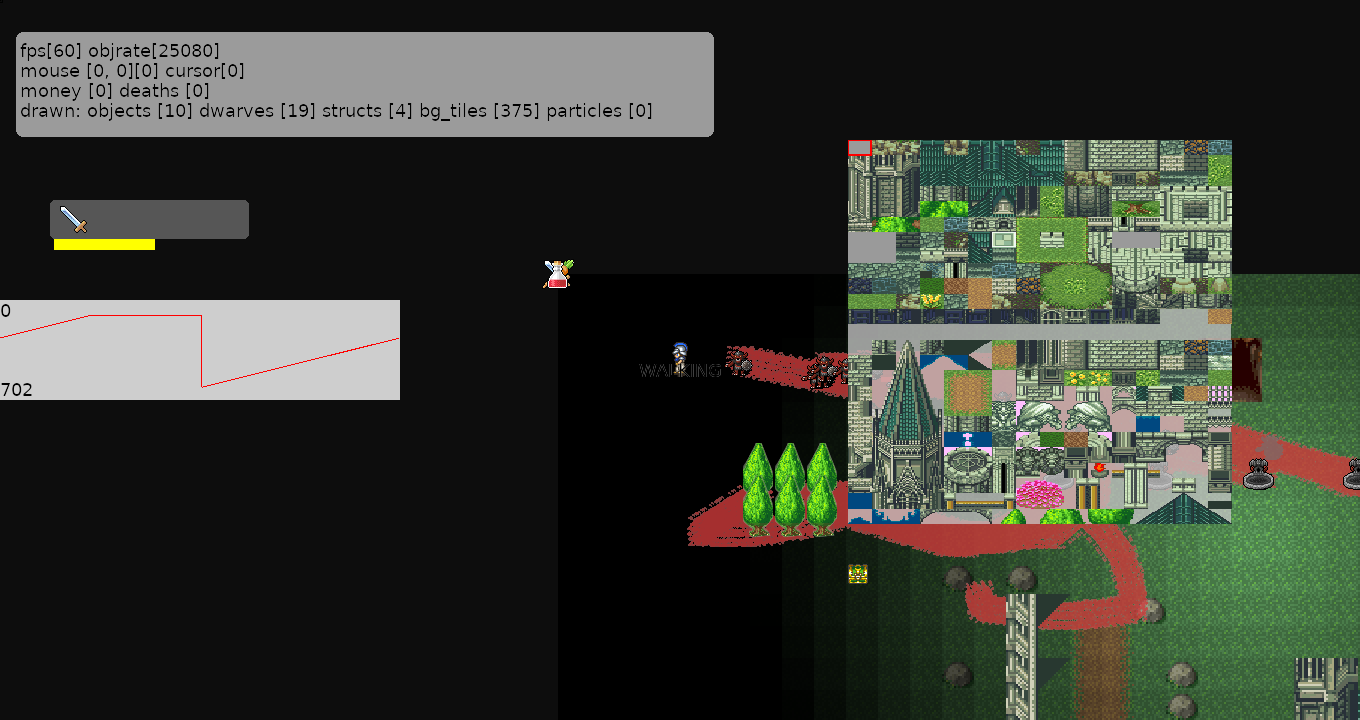 fps[60] objrate[25080]
mouse [0, 0][0] cursor[0]
money [0] deaths [0]
drawn: objects [10] dwarves [19] structs [4] bg_tiles [375] particles [0]
0
702
WALKING